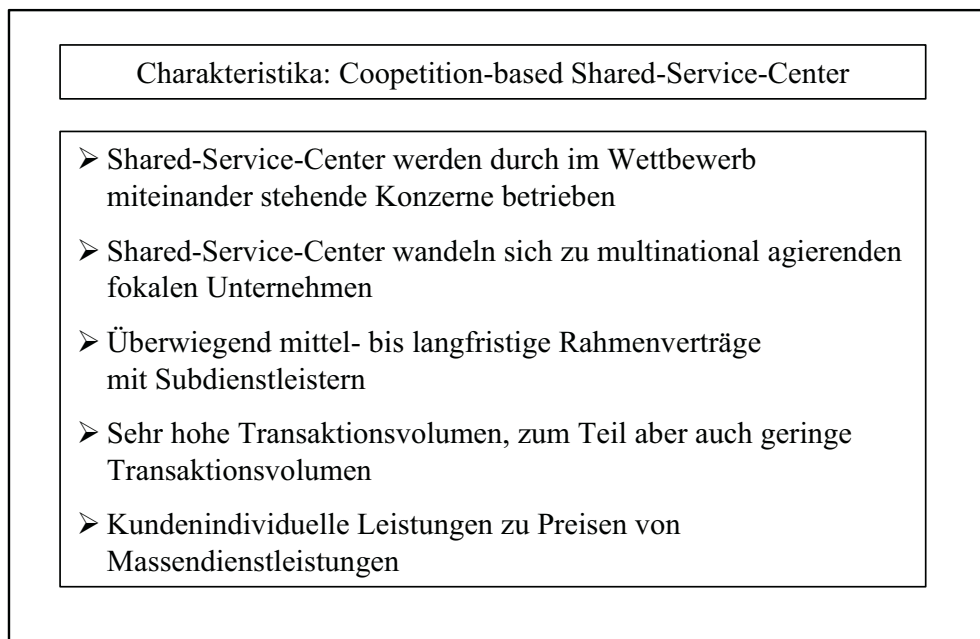 Charakteristika: Coopetition-based Shared-Service-Center
➢ Shared-Service-Center werden durch im Wettbewerb
miteinander stehende Konzerne betrieben
➢ Shared-Service-Center wandeln sich zu multinational agierenden
fokalen Unternehmen
➢ Überwiegend mittel- bis langfristige Rahmenverträge
mit Subdienstleistern
➢ Sehr hohe Transaktionsvolumen, zum Teil aber auch geringe
Transaktionsvolumen
➢ Kundenindividuelle Leistungen zu Preisen von
Massendienstleistungen